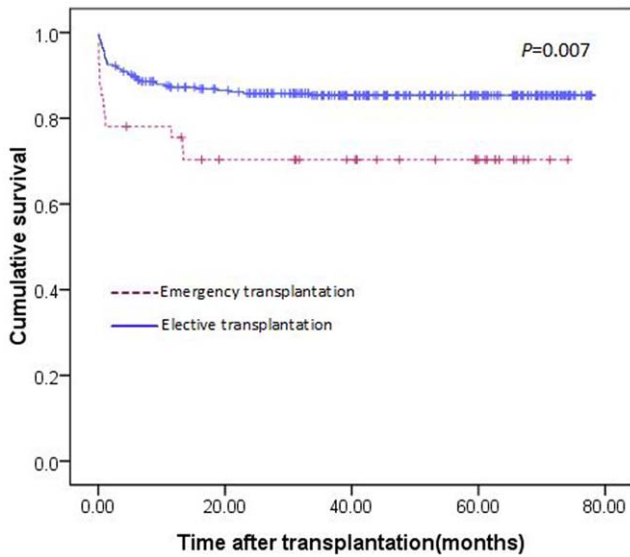 1.0
P=0.007
0.8
0.6
Cumulative survival
0.4
Emergency transplantation
Elective transplantation
0.2
0.0
0.00 20.00 40.00 60.00 80.00
Time after transplantation(months)